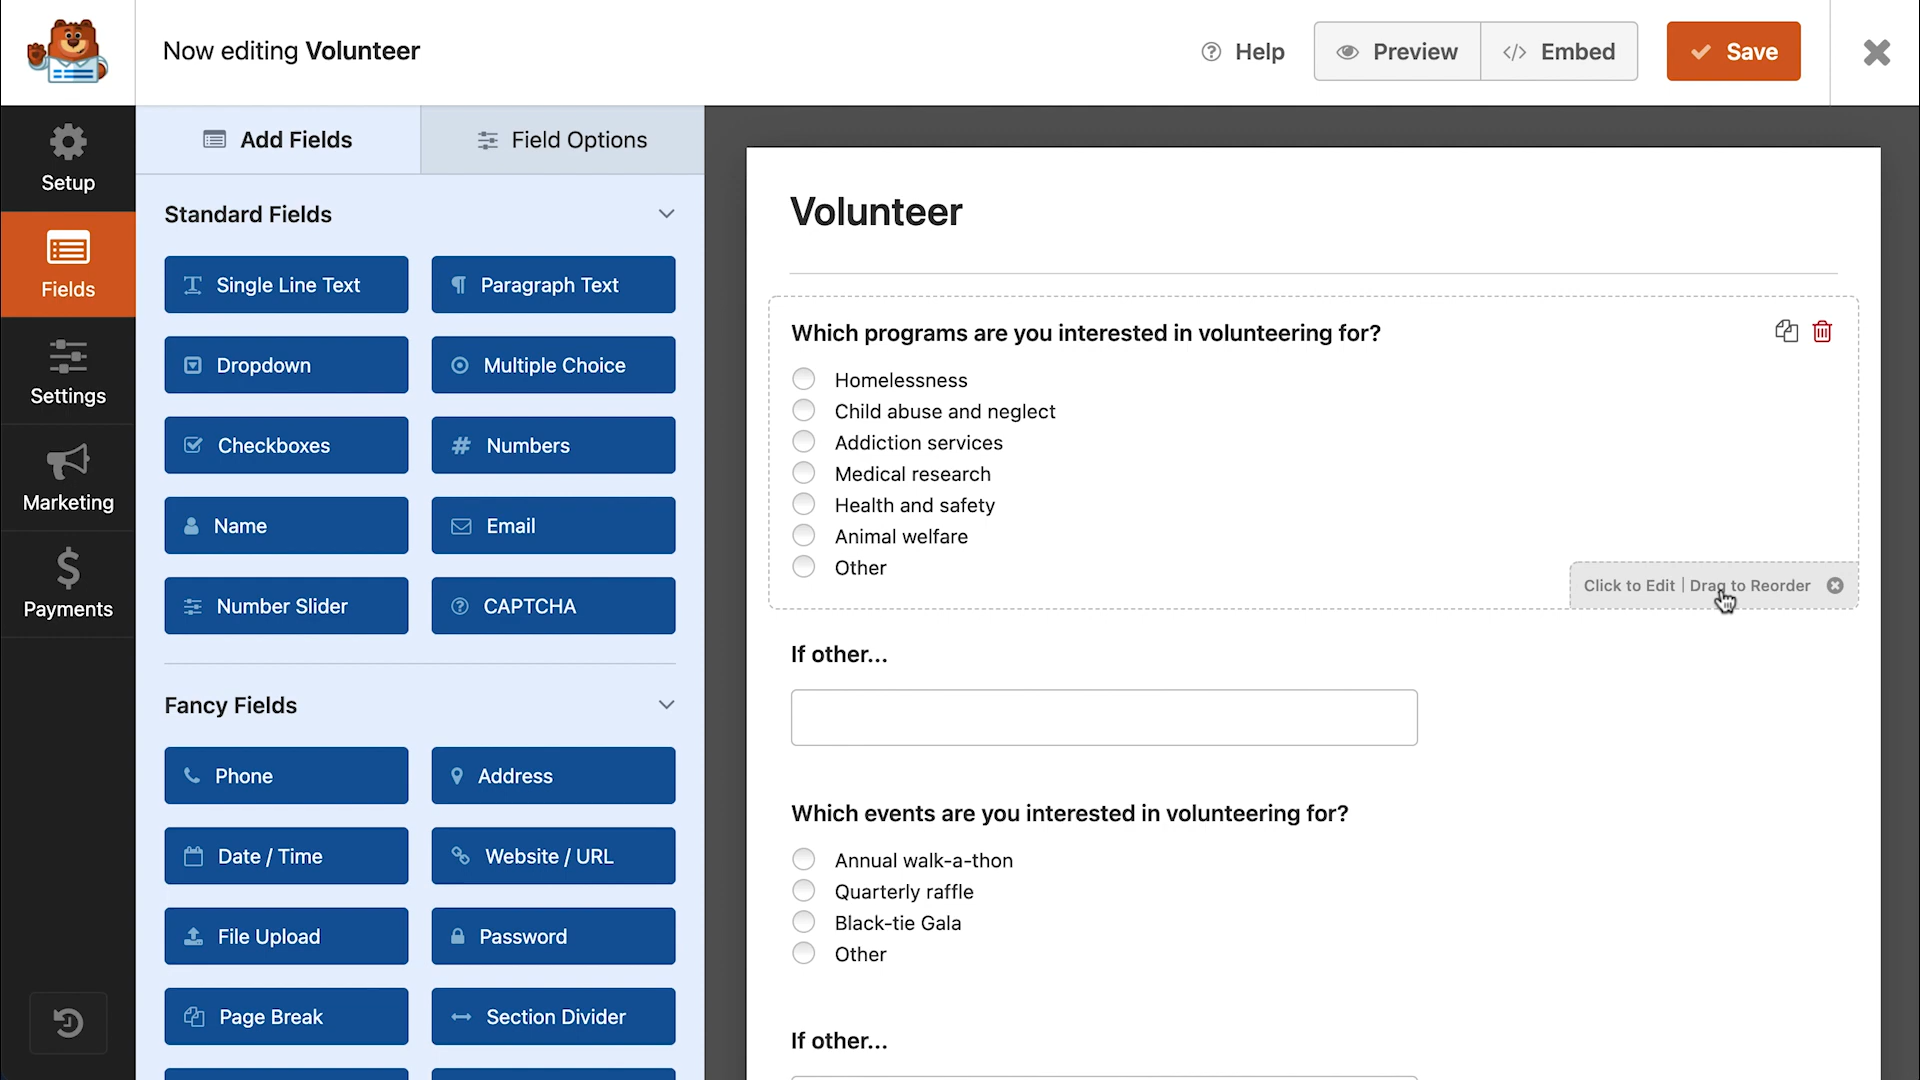 Now editing Volunteer
Help
Preview
Embed
Save
Setup
Fields
Settings
Marketing
Payments
Add Fields
Field Options
Standard Fields
Single Line Text
Paragraph Text
Dropdown
Multiple Choice
Checkboxes
Numbers
Name
Email
Number Slider
CAPTCHA
Fancy Fields
Phone
Address
Date / Time
Website / URL
File Upload
Password
Page Break
Section Divider
Volunteer
Which programs are you interested in volunteering for?
Homelessness
Child abuse and neglect
Addiction services
Medical research
Health and safety
Animal welfare
Other
Click to Edit | Drag to Reorder
If other...
Which events are you interested in volunteering for?
Annual walk-a-thon
Quarterly raffle
Black-tie Gala
Other
If other...